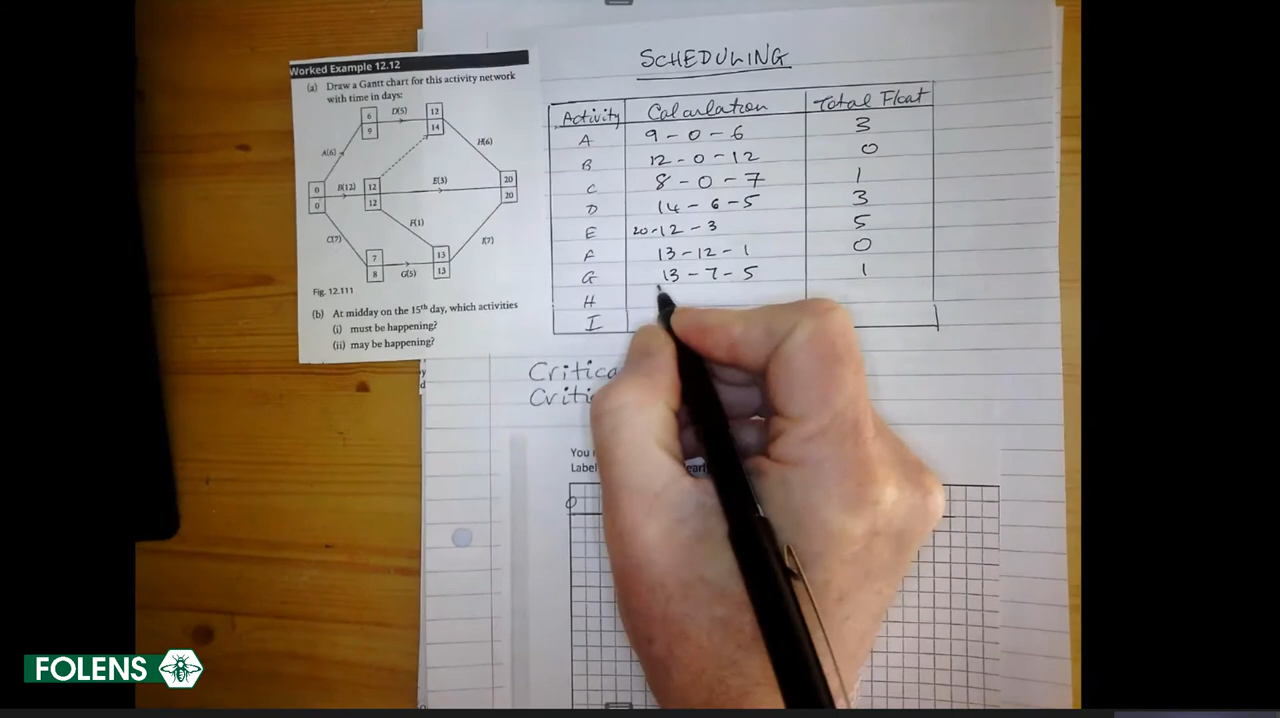 SCHEDULING
Worked Example 12.12
(a) Draw a Gantt chart for this activity network
with time in days:
6
9
D(5)
12
14
A(6)
H(6)
0
0
B(12)
12
12
E(3)
20
20
F(1)
C(7)
I(7)
7
8
G(5)
13
13
Fig. 12.111
(b) At midday on the 15th day, which activities
(i) must be happening?
(ii) may be happening?
Activity Calculation Total Float
A 9 - 0 - 6 3
B 12 - 0 - 12 0
C 8 - 0 - 7 1
D 14 - 6 - 5 3
E 20 - 12 - 3 5
F 13 - 12 - 1 0
G 13 - 7 - 5 1
H
I
You
Label
0
FOLENS